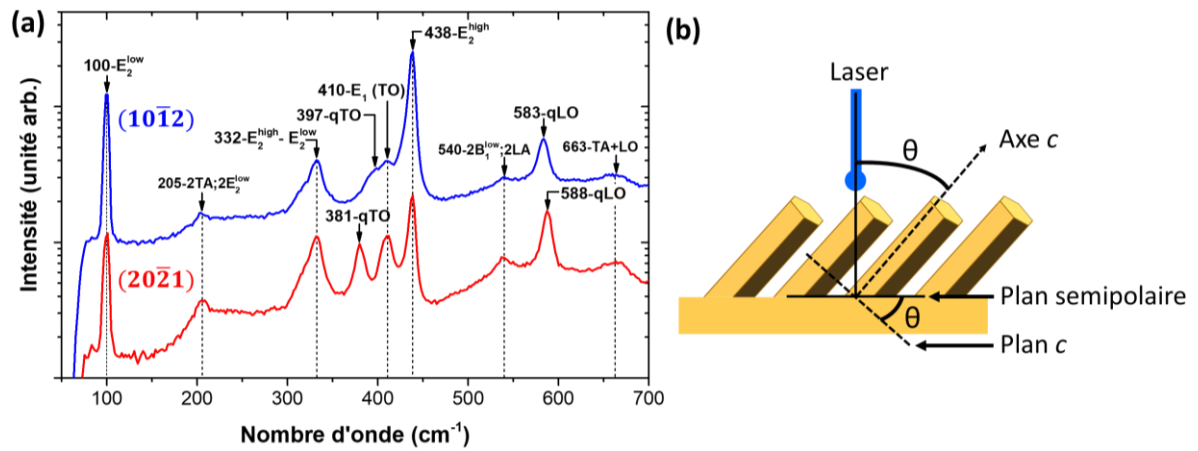 (a)
438-E₂ʰⁱᵍʰ
100-E₂ˡᵒʷ
410-E₁ (TO)
(101̅2)
397-qTO
583-qLO
332-E₂ʰⁱᵍʰ- E₂ˡᵒʷ
540-2B₁ˡᵒʷ;2LA
663-TA+LO
205-2TA;2E₂ˡᵒʷ
381-qTO
588-qLO
(202̅1)
Intensité (unité arb.)
100 200 300 400 500 600 700
Nombre d'onde (cm⁻¹)
(b)
Laser
θ
Axe c
Plan semipolaire
θ
Plan c